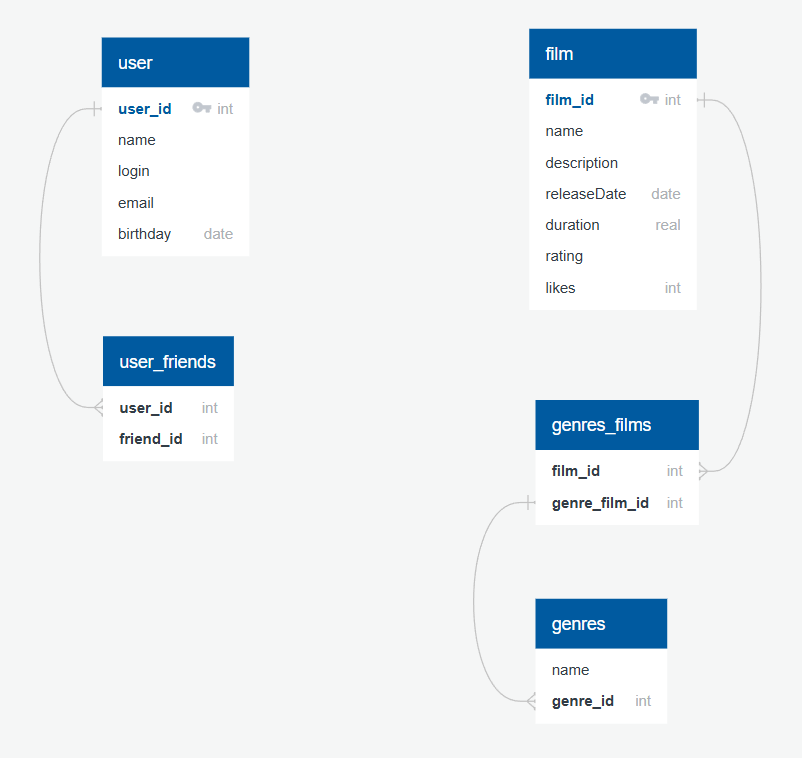 user
user_id int
name
login
email
birthday date
user_friends
user_id int
friend_id int
film
film_id int
name
description
releaseDate date
duration real
rating
likes int
genres_films
film_id int
genre_film_id int
genres
name
genre_id int